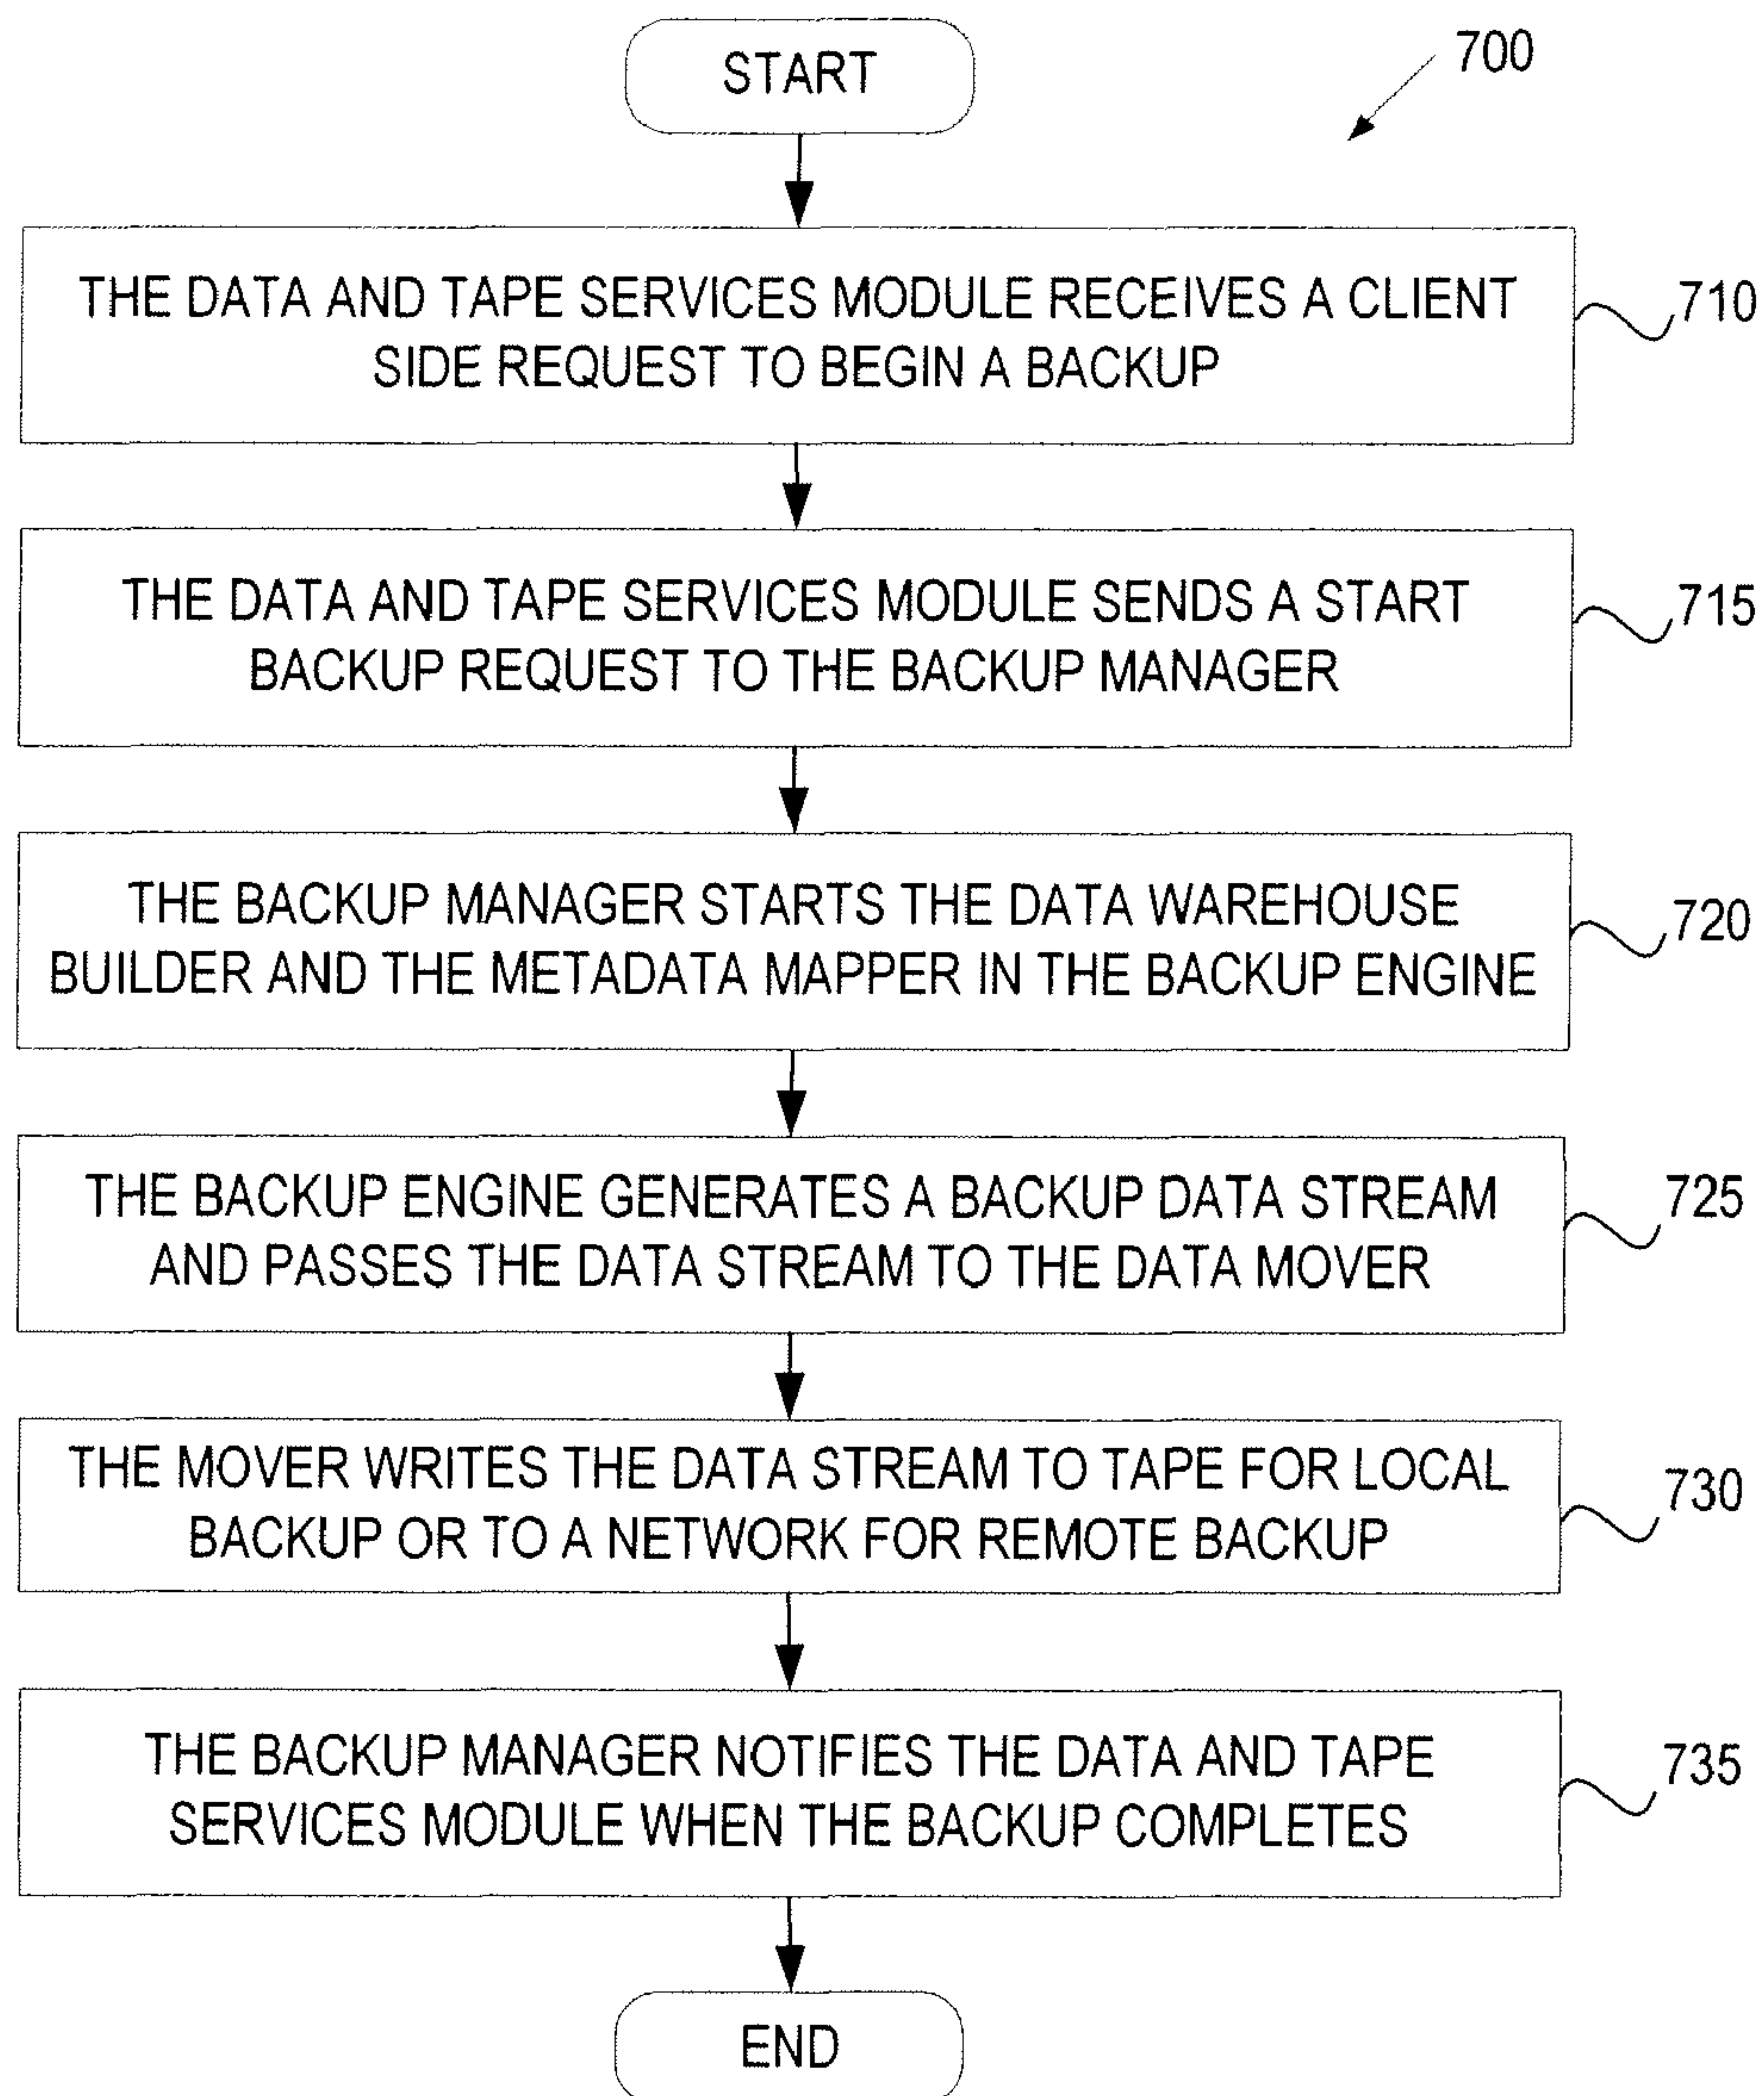 START
700
THE DATA AND TAPE SERVICES MODULE RECEIVES A CLIENT
SIDE REQUEST TO BEGIN A BACKUP
710
THE DATA AND TAPE SERVICES MODULE SENDS A START
BACKUP REQUEST TO THE BACKUP MANAGER
715
THE BACKUP MANAGER STARTS THE DATA WAREHOUSE
BUILDER AND THE METADATA MAPPER IN THE BACKUP ENGINE
720
THE BACKUP ENGINE GENERATES A BACKUP DATA STREAM
AND PASSES THE DATA STREAM TO THE DATA MOVER
725
THE MOVER WRITES THE DATA STREAM TO TAPE FOR LOCAL
BACKUP OR TO A NETWORK FOR REMOTE BACKUP
730
THE BACKUP MANAGER NOTIFIES THE DATA AND TAPE
SERVICES MODULE WHEN THE BACKUP COMPLETES
735
END